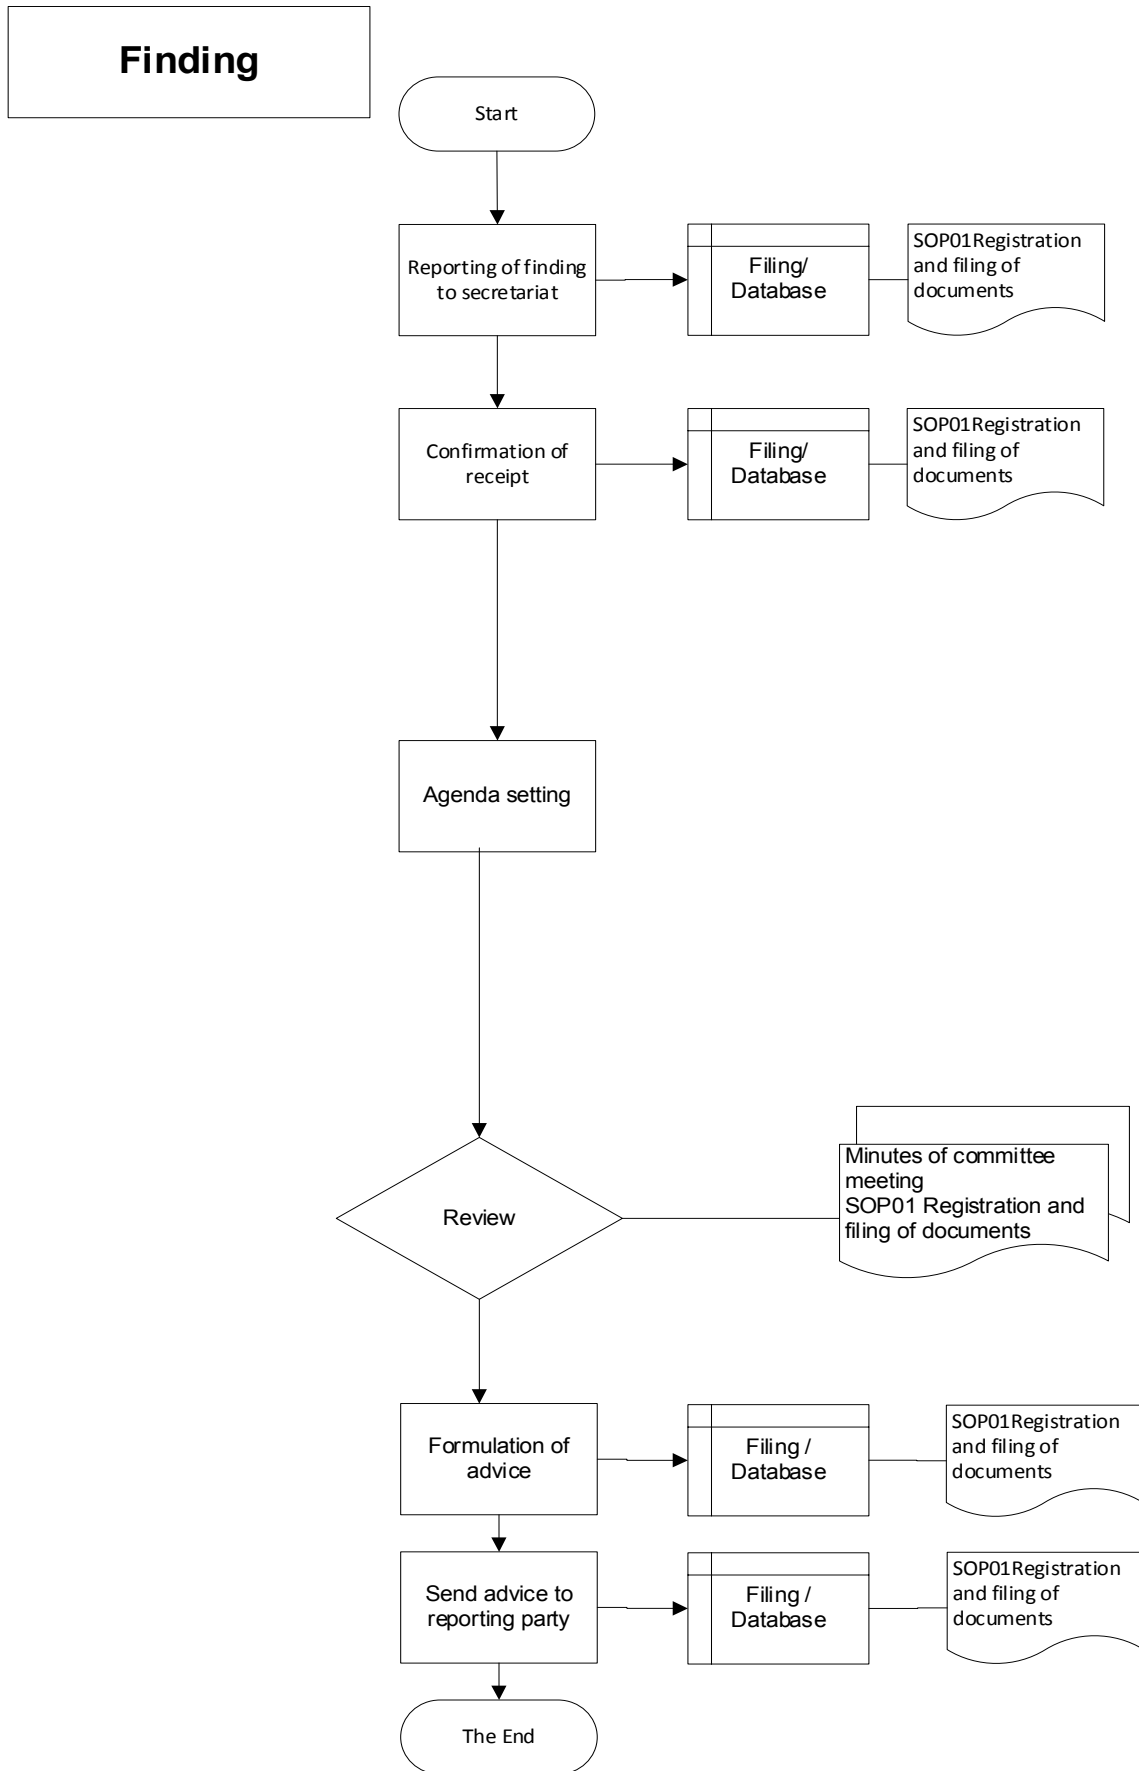 Finding
Start
Reporting of finding
to secretariat
Filing/
Database
SOP01Registration
and filing of
documents
Confirmation of
receipt
Filing/
Database
SOP01Registration
and filing of
documents
Agenda setting
Review
Minutes of committee
meeting
SOP01 Registration and
filing of documents
Formulation of
advice
Filing /
Database
SOP01Registration
and filing of
documents
Send advice to
reporting party
Filing /
Database
SOP01Registration
and filing of
documents
The End